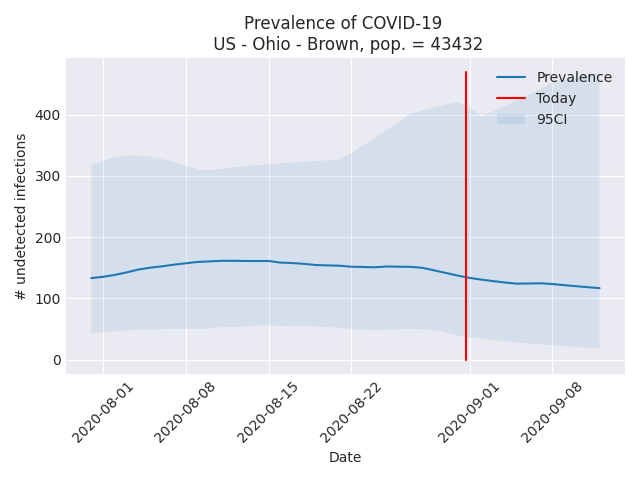 Prevalence of COVID-19
US - Ohio - Brown, pop. = 43432
Prevalence
Today
95CI
# undetected infections
400
300
200
100
0
2020-08-01
2020-08-08
2020-08-15
2020-08-22
2020-09-01
2020-09-08
Date